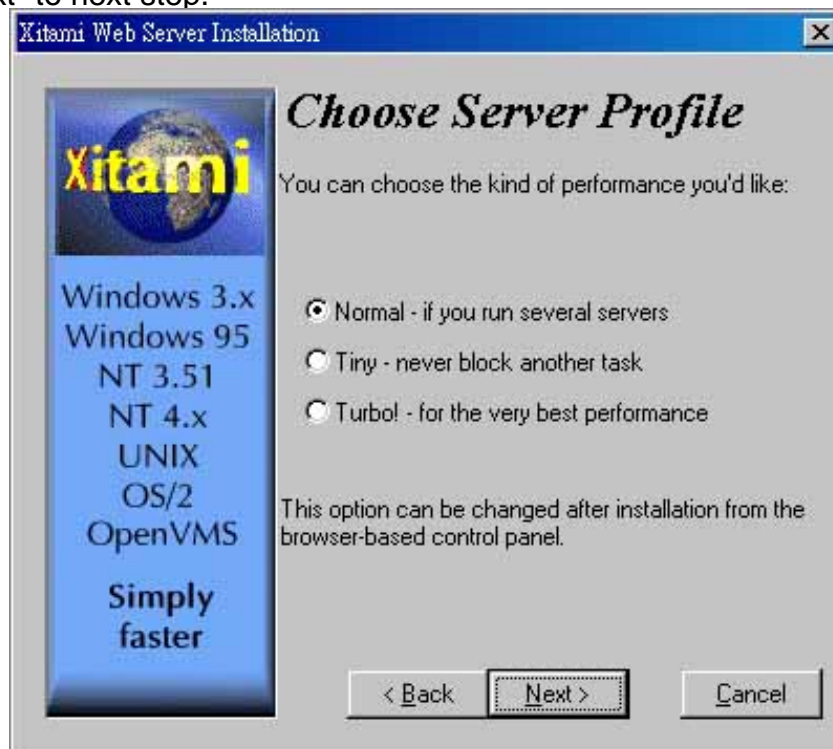 to next step.
Xitami Web Server Installation
Choose Server Profile
Xitami
You can choose the kind of performance you'd like:
Windows 3.x
Windows 95
NT 3.51
NT 4.x
UNIX
OS/2
OpenVMS
Simply
faster
Normal - if you run several servers
Tiny - never block another task
Turbo! - for the very best performance
This option can be changed after installation from the
browser-based control panel.
< Back
Next >
Cancel